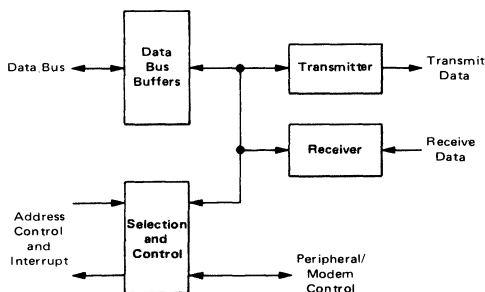 Data Bus
Data
Bus
Buffers
Transmitter
Transmit
Data
Receiver
Receive
Data
Address
Control
and
Interrupt
Selection
and
Control
Peripheral/
Modem
Control